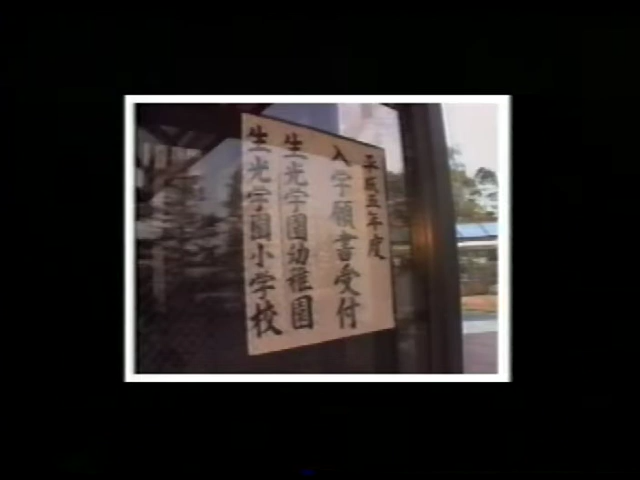 平成五年度
入学願書受付
生光学園幼稚園
生光学園小学校